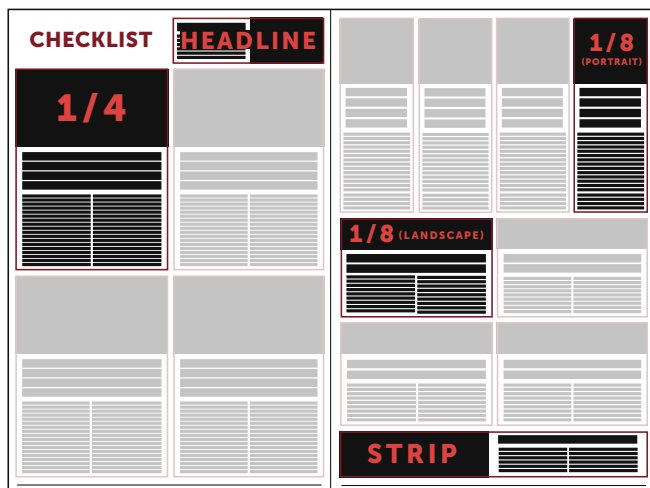 CHECKLIST
HEADLINE
1/4
1/8
(PORTRAIT)
1/8 (LANDSCAPE)
STRIP